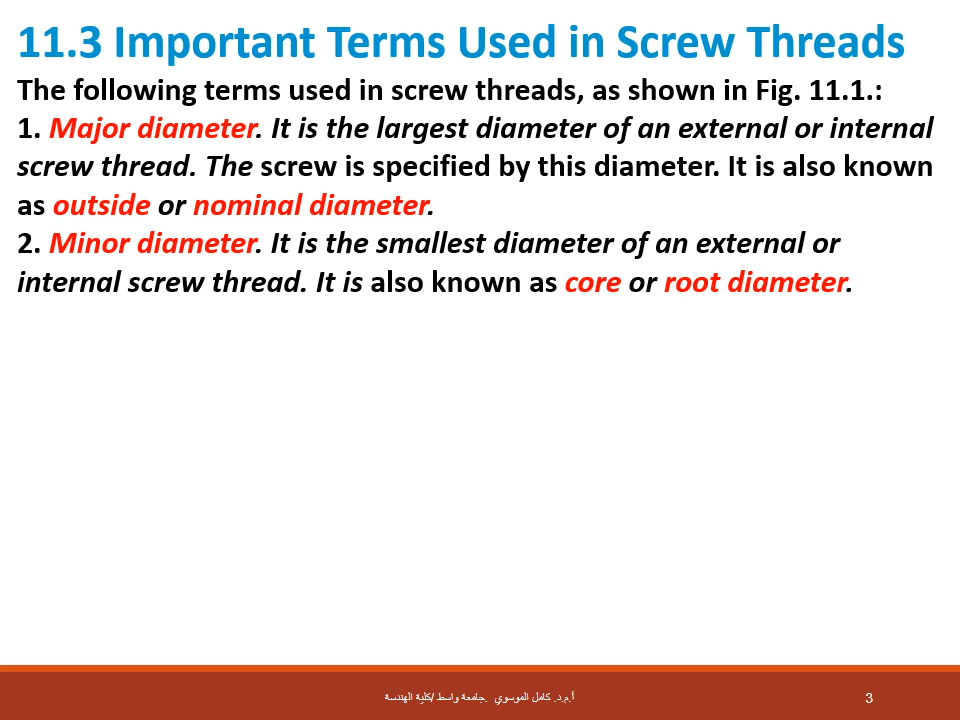 11.3 Important Terms Used in Screw Threads
The following terms used in screw threads, as shown in Fig. 11.1.:
1. Major diameter. It is the largest diameter of an external or internal
screw thread. The screw is specified by this diameter. It is also known
as outside or nominal diameter.
2. Minor diameter. It is the smallest diameter of an external or
internal screw thread. It is also known as core or root diameter.
أ.م.د. كامل الموسوي .جامعة واسط/كلية الهندسة
3